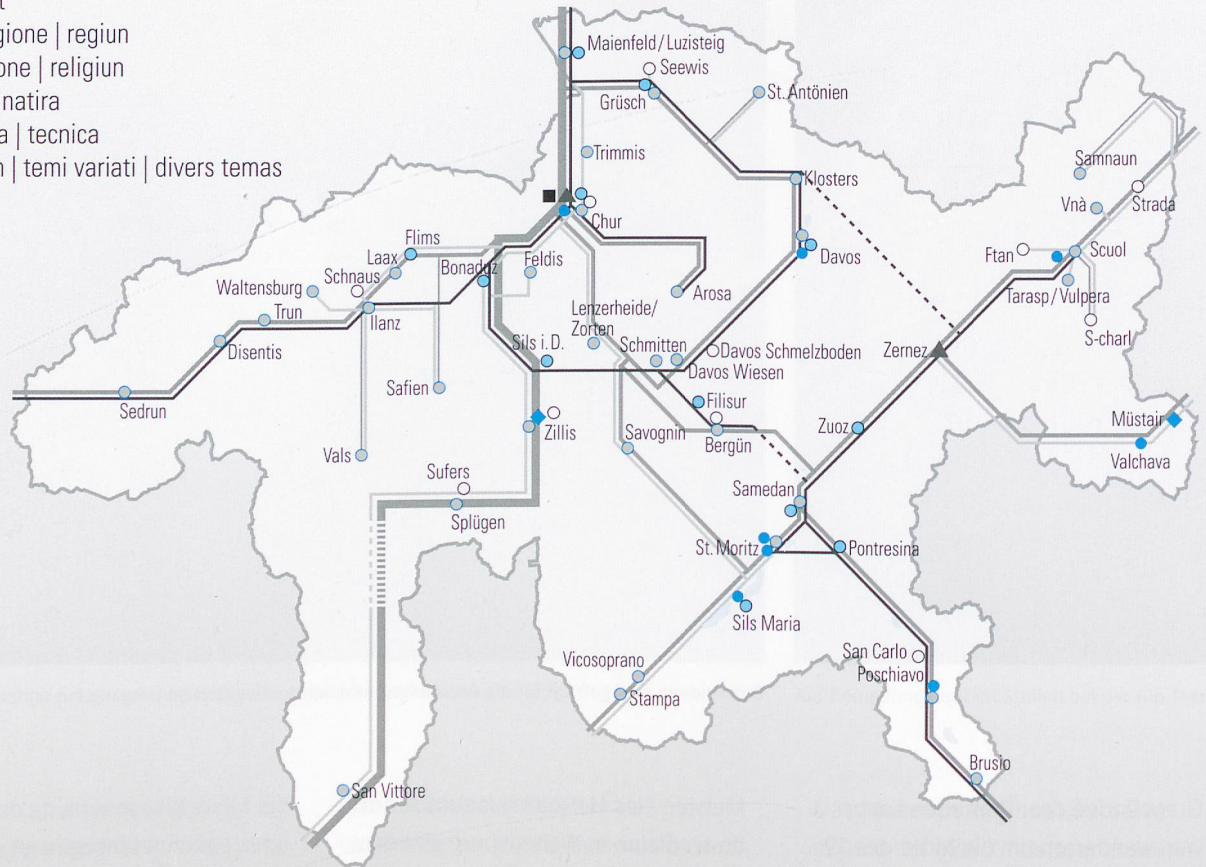 gione | regiun
one | religiun
natira
a | tecnica
n | temi variati | divers temas
Maienfeld / Luzisteig
Seewis
Grüsch
St. Antönien
Trimmis
Samnaun
Klosters
Vnà
Strada
Chur
Flims
Laax
Bonaduz
Feldis
Davos
Ftan
Scuol
Schnaus
Waltensburg
Arosa
Tarasp / Vulpera
Trun
Ilanz
Lenzerheide/
Zorten
S-charl
Disentis
Sils i.D.
Schmitten
Davos Schmelzboden
Zernez
Davos Wiesen
Safien
Sedrun
Filisur
Müstair
Zillis
Savognin
Bergün
Zuoz
Valchava
Vals
Sufers
Samedan
Splügen
St. Moritz
Pontresina
Sils Maria
San Carlo
Poschiavo
Vicosoprano
Stampa
Brusio
San Vittore